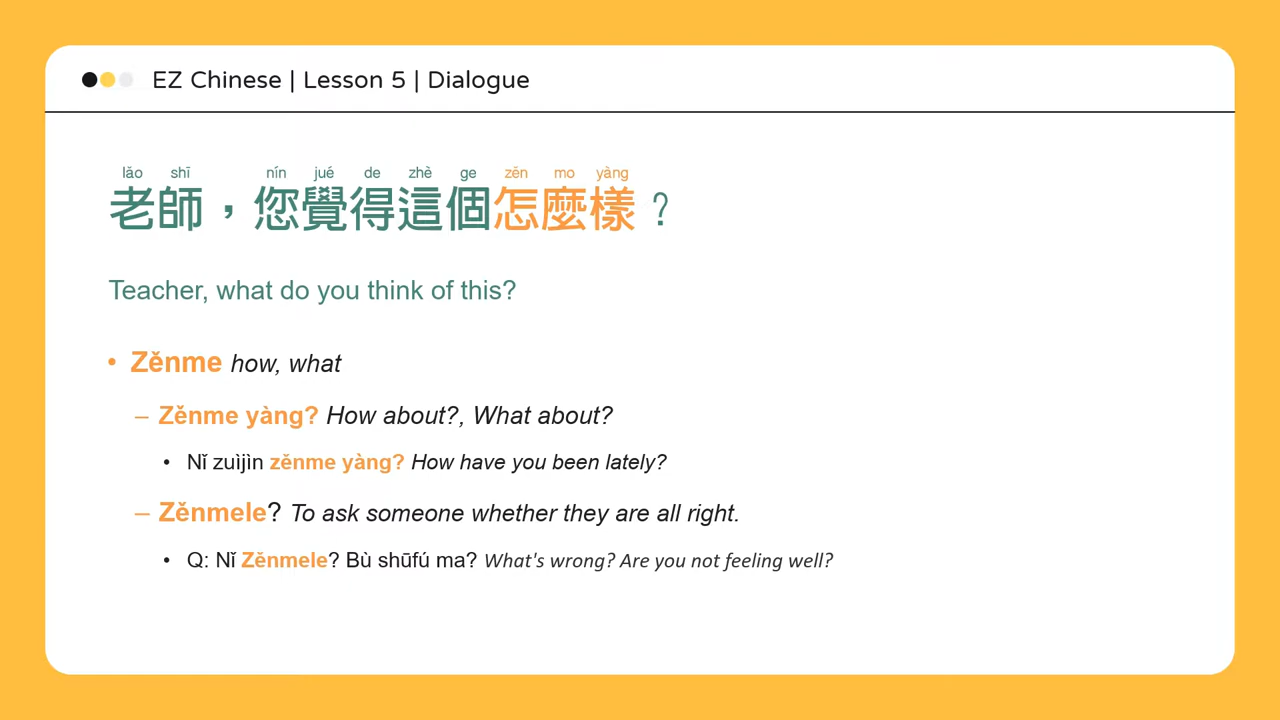 EZ Chinese | Lesson 5 | Dialogue
lăo shī nín jué de zhè ge zĕn mo yàng
老師，您覺得這個怎麼樣？
Teacher, what do you think of this?
• Zěnme how, what
– Zěnme yàng? How about?, What about?
• Nǐ zuìjìn zěnme yàng? How have you been lately?
– Zěnmele? To ask someone whether they are all right.
• Q: Nǐ Zěnmele? Bù shūfú ma? What's wrong? Are you not feeling well?